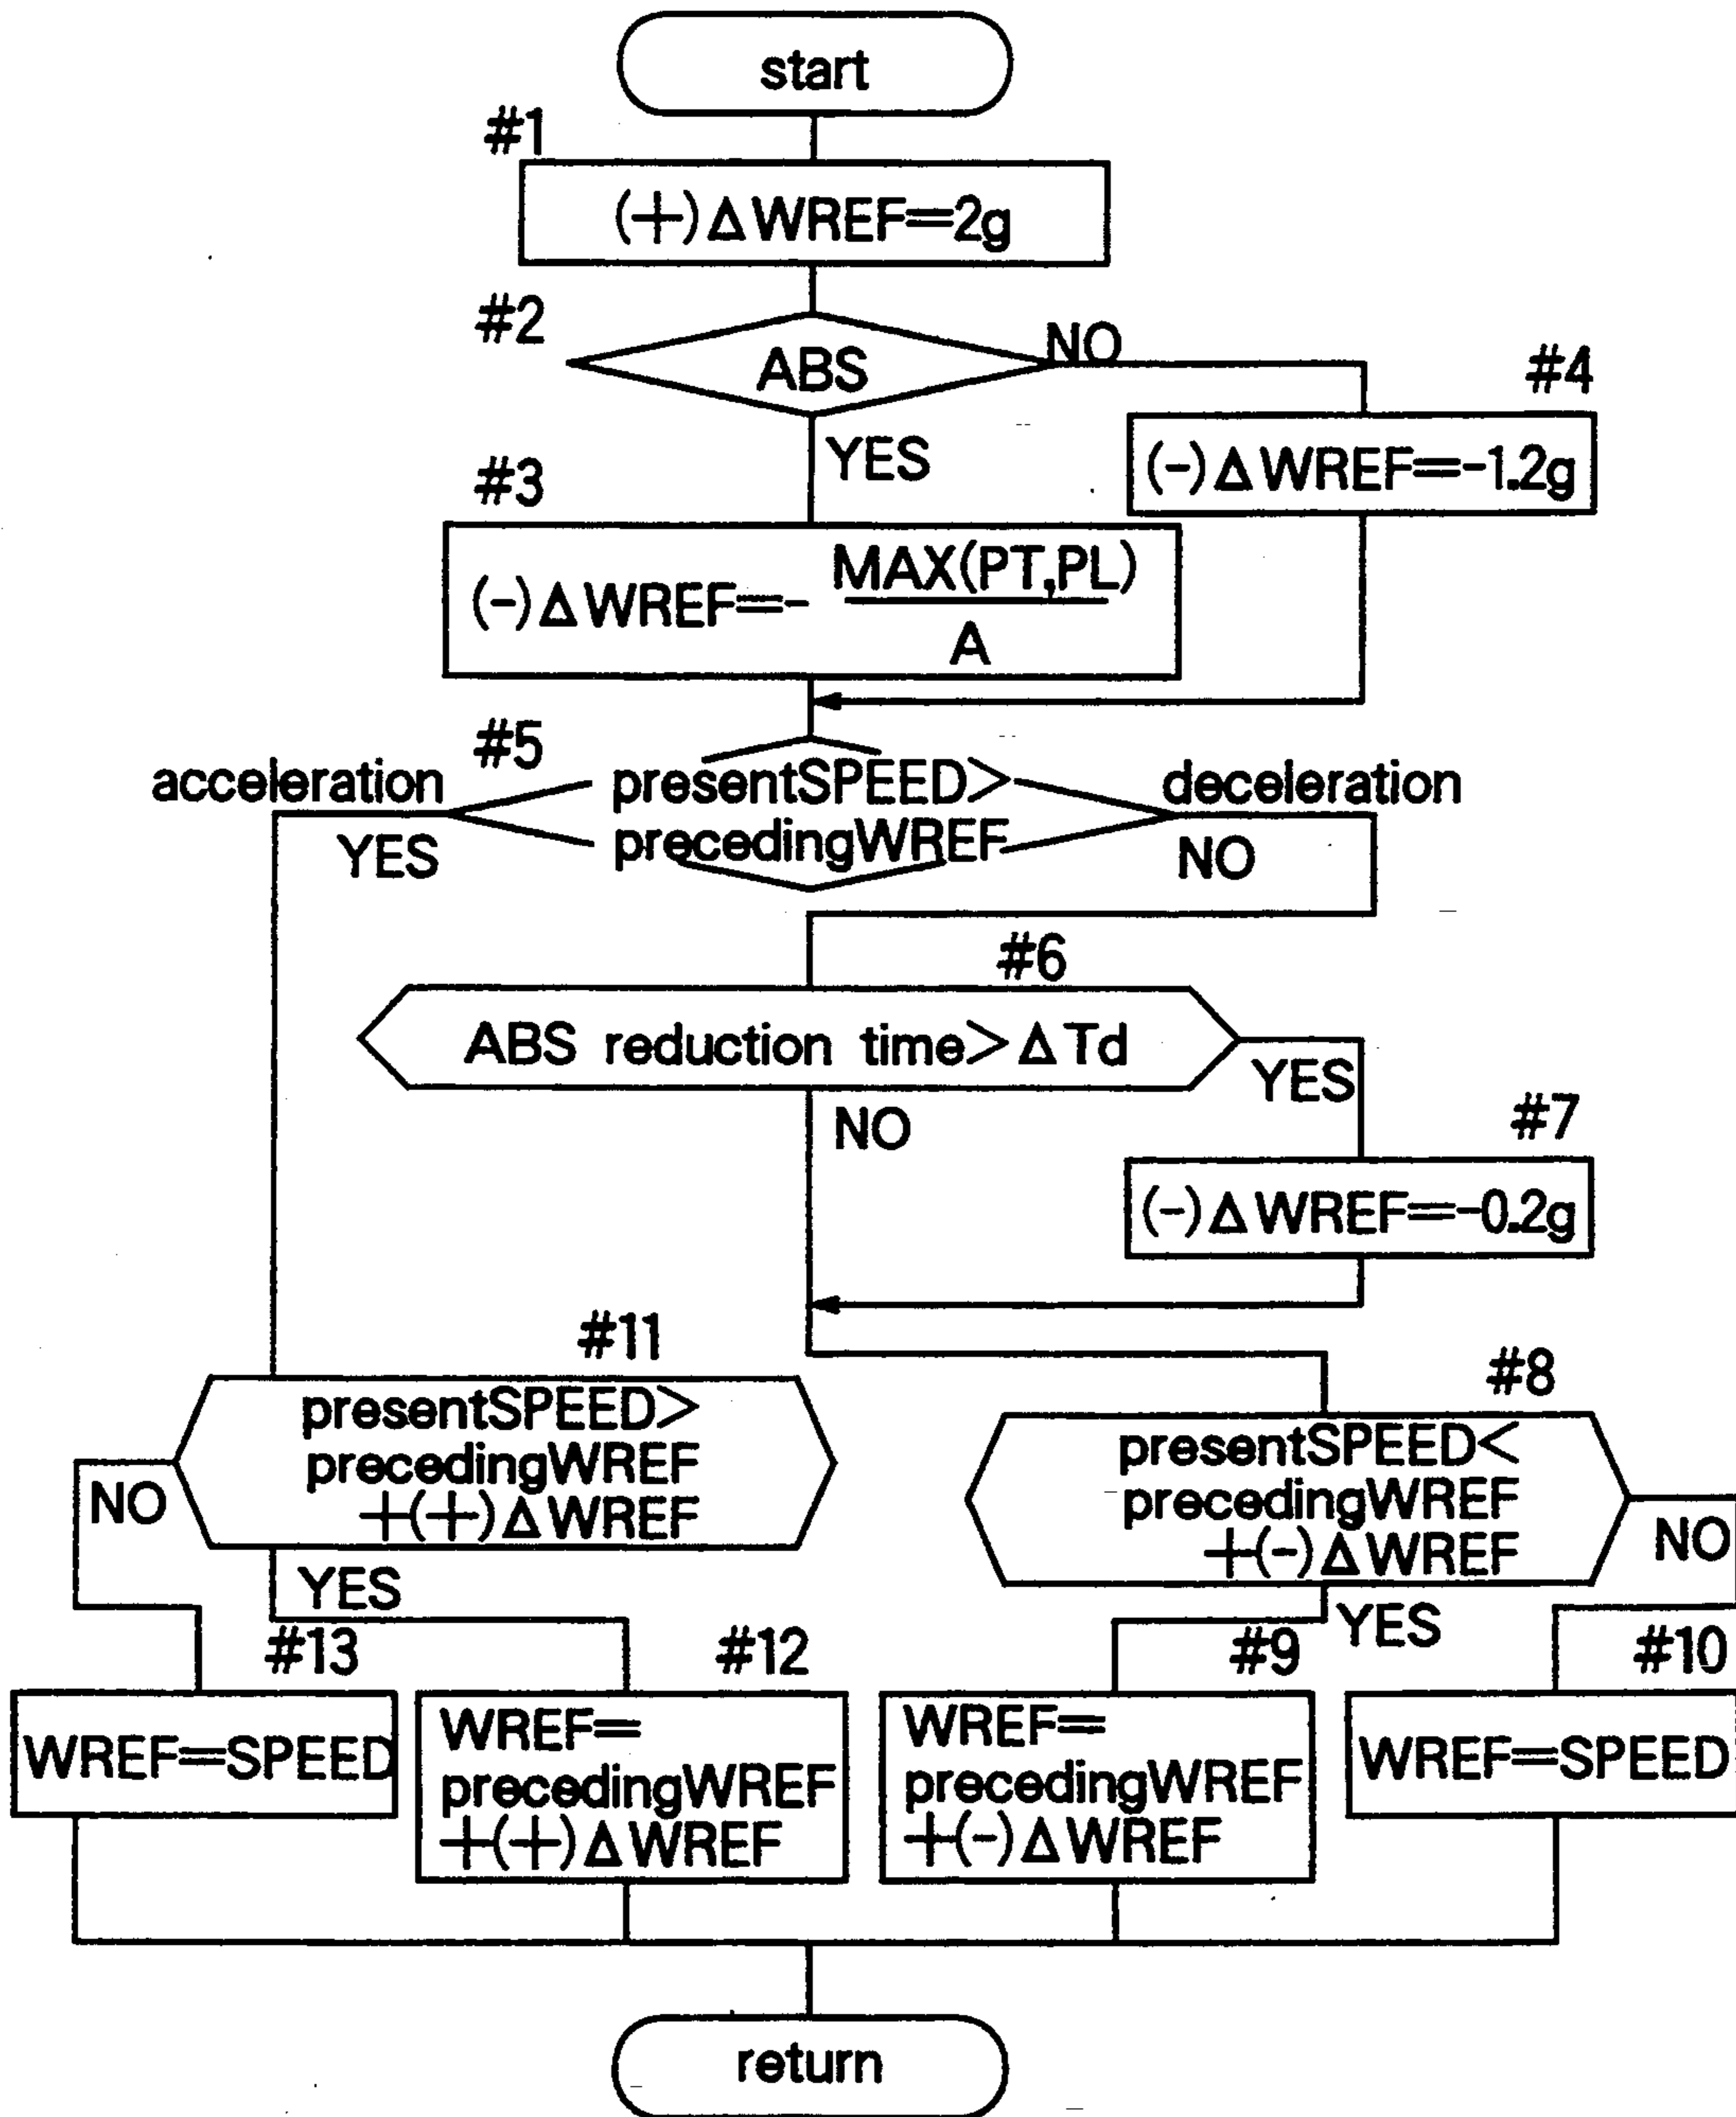 start
#1
(+)ΔWREF=2g
#2
ABS
NO
YES
#4
(-)ΔWREF=-1.2g
#3
(-)ΔWREF=- MAX(PT,PL)
A
#5
acceleration
presentSPEED>
deceleration
YES
precedingWREF
NO
#6
ABS reduction time>ΔTd
YES
NO
#7
(-)ΔWREF=-0.2g
#11
presentSPEED>
precedingWREF
+(+)ΔWREF
NO
YES
#8
presentSPEED<
precedingWREF
+(-)ΔWREF
NO
YES
#13
WREF=SPEED
#12
WREF=
precedingWREF
+(+)ΔWREF
#9
WREF=
precedingWREF
+(-)ΔWREF
#10
WREF=SPEED
return